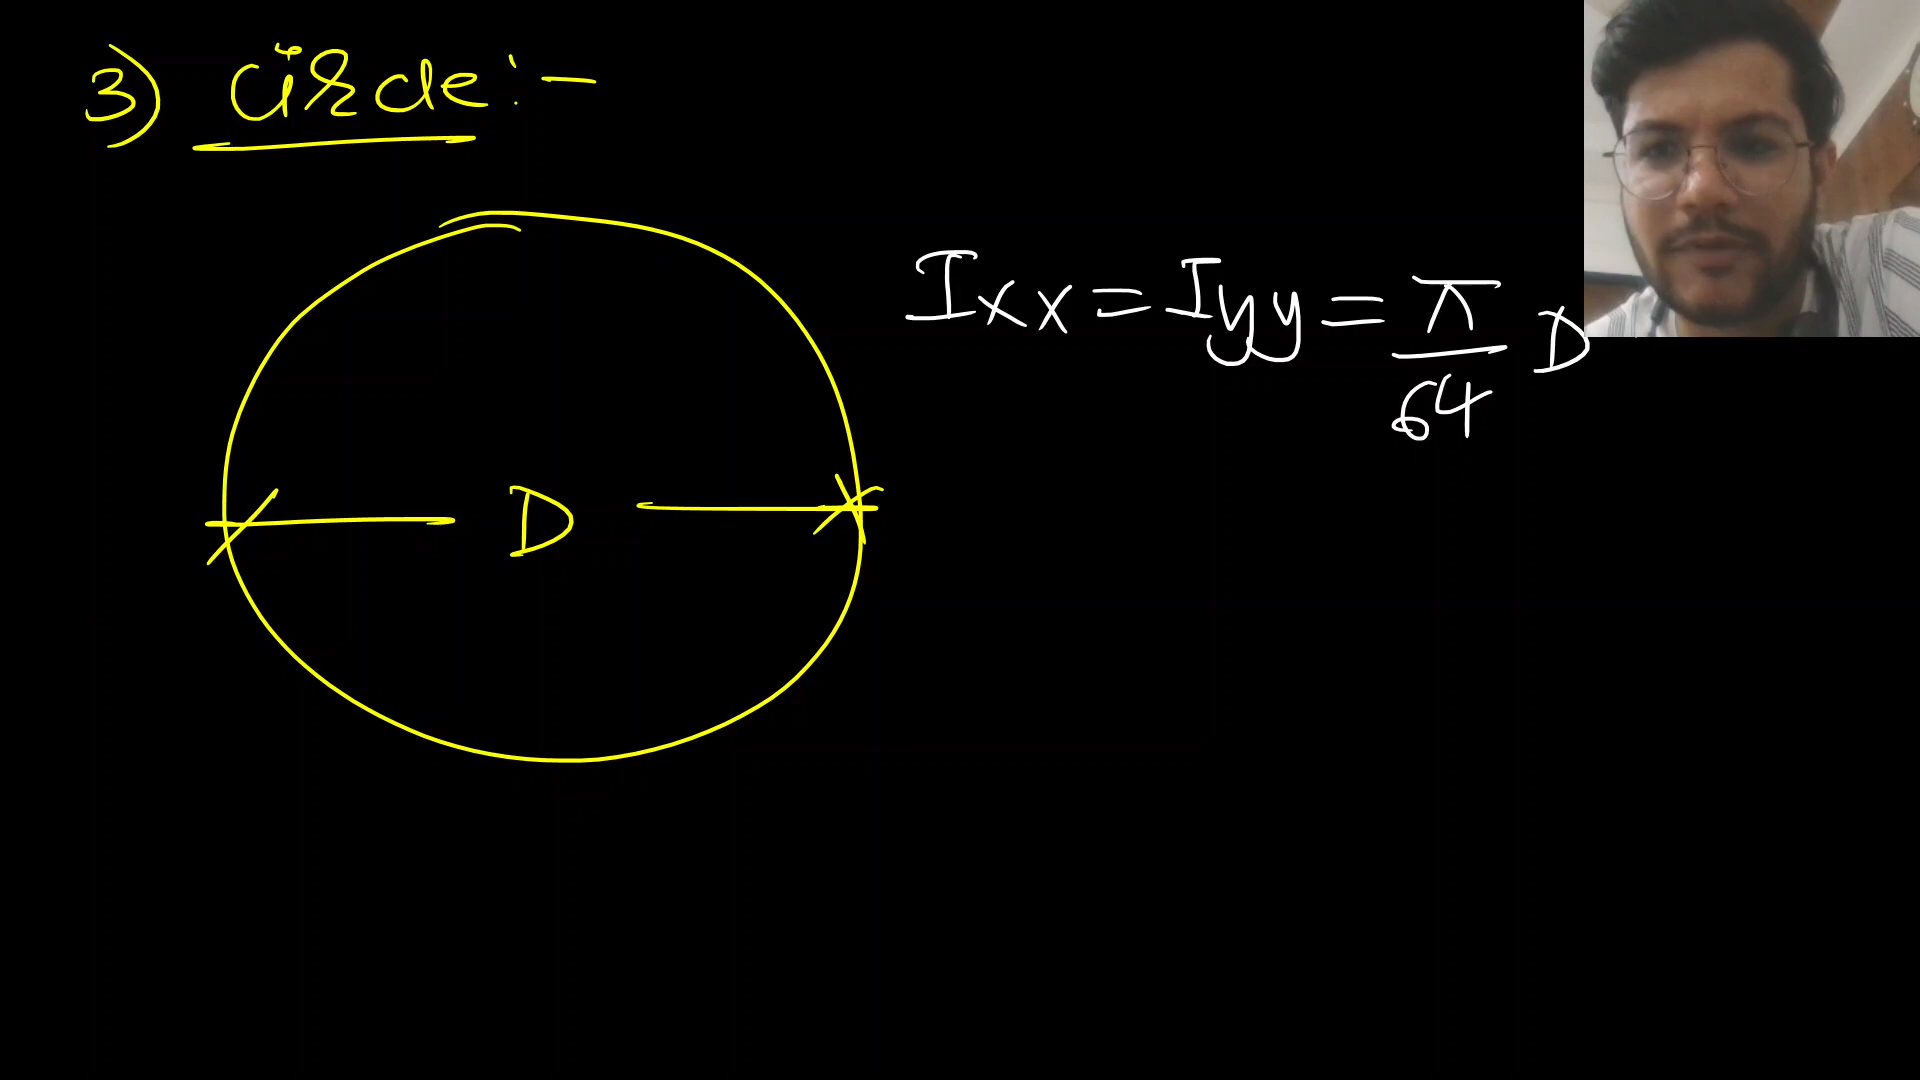 3) Circle :-
Ixx = Iyy = π/64 D
D